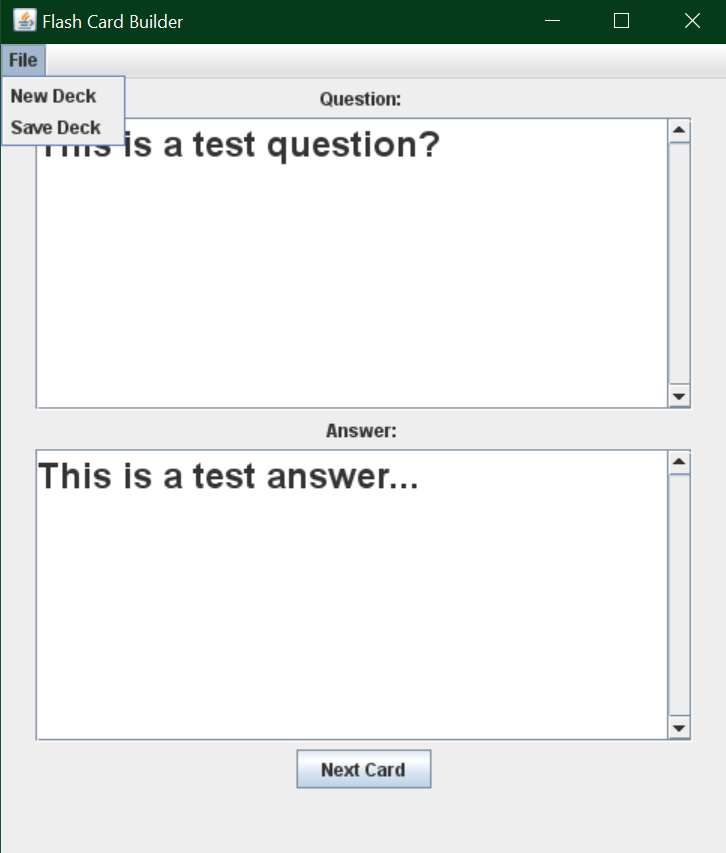 Flash Card Builder
File
New Deck
Save Deck
Question:
This is a test question?
Answer:
This is a test answer...
Next Card